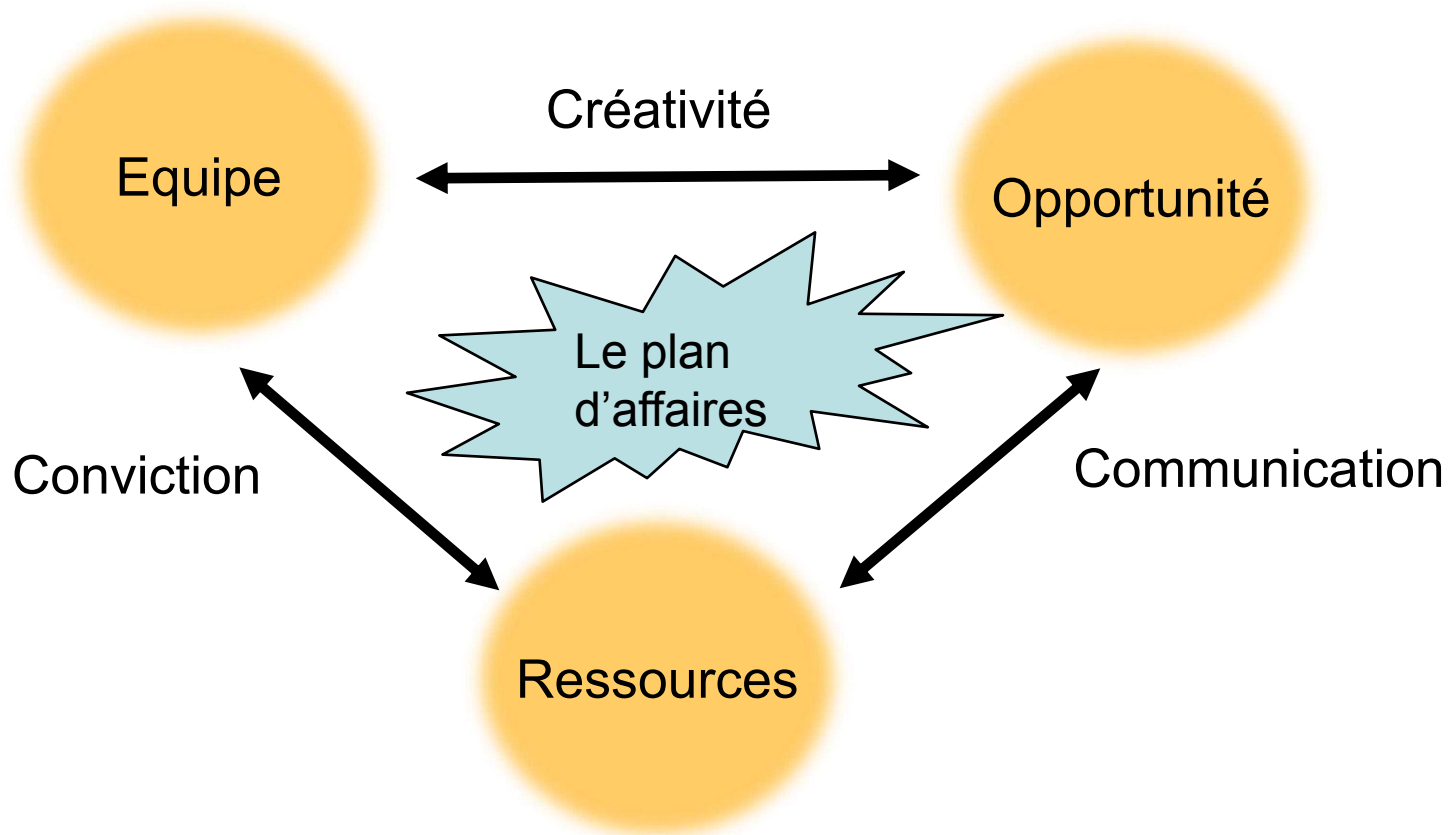 Créativité
Equipe
Opportunité
Le plan
d’affaires
Conviction
Communication
Ressources